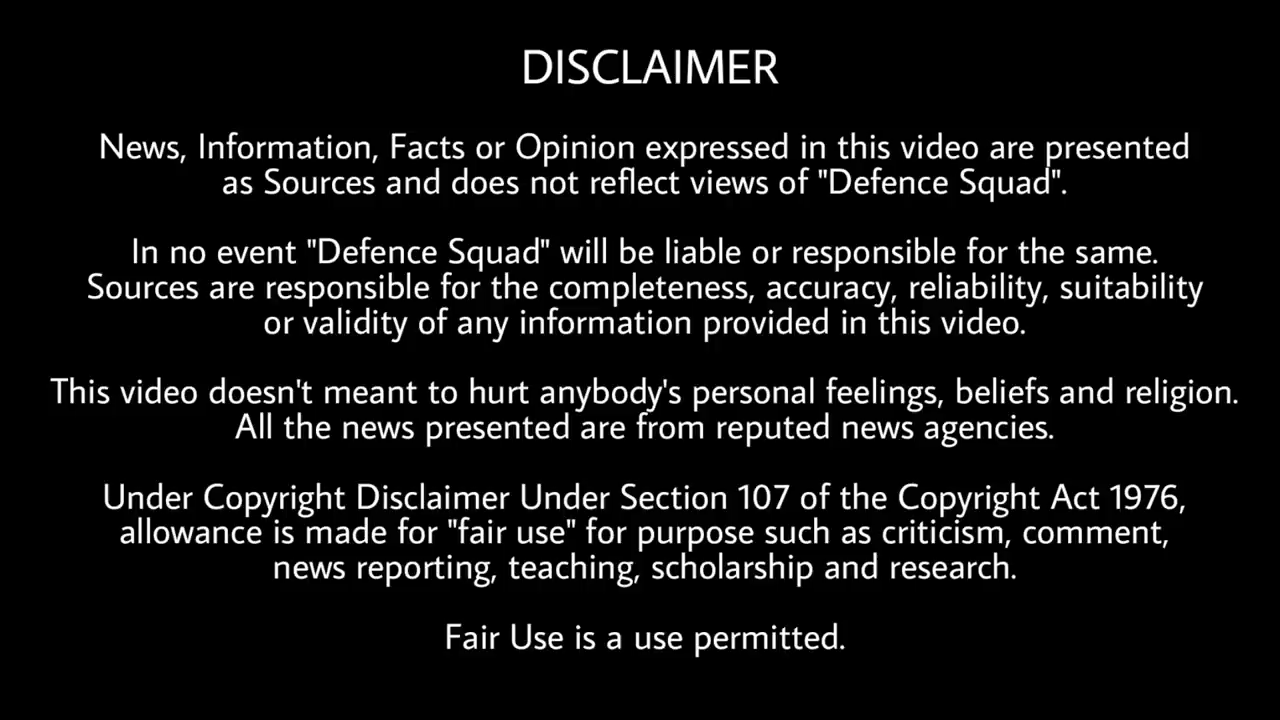 DISCLAIMER
News, Information, Facts or Opinion expressed in this video are presented
as Sources and does not reflect views of "Defence Squad".
In no event "Defence Squad" will be liable or responsible for the same.
Sources are responsible for the completeness, accuracy, reliability, suitability
or validity of any information provided in this video.
This video doesn't meant to hurt anybody's personal feelings, beliefs and religion.
All the news presented are from reputed news agencies.
Under Copyright Disclaimer Under Section 107 of the Copyright Act 1976,
allowance is made for "fair use" for purpose such as criticism, comment,
news reporting, teaching, scholarship and research.
Fair Use is a use permitted.